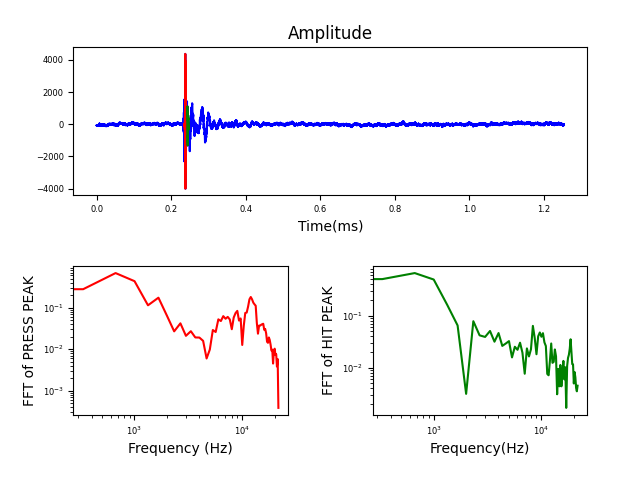 Amplitude
4000
2000
0
−2000
−4000
0.0 0.2 0.4 0.6 0.8 1.0 1.2
Time(ms)
FFT of PRESS PEAK
10⁻¹
10⁻²
10⁻³
10³ 10⁴
Frequency (Hz)
FFT of HIT PEAK
10⁻¹
10⁻²
10³ 10⁴
Frequency(Hz)